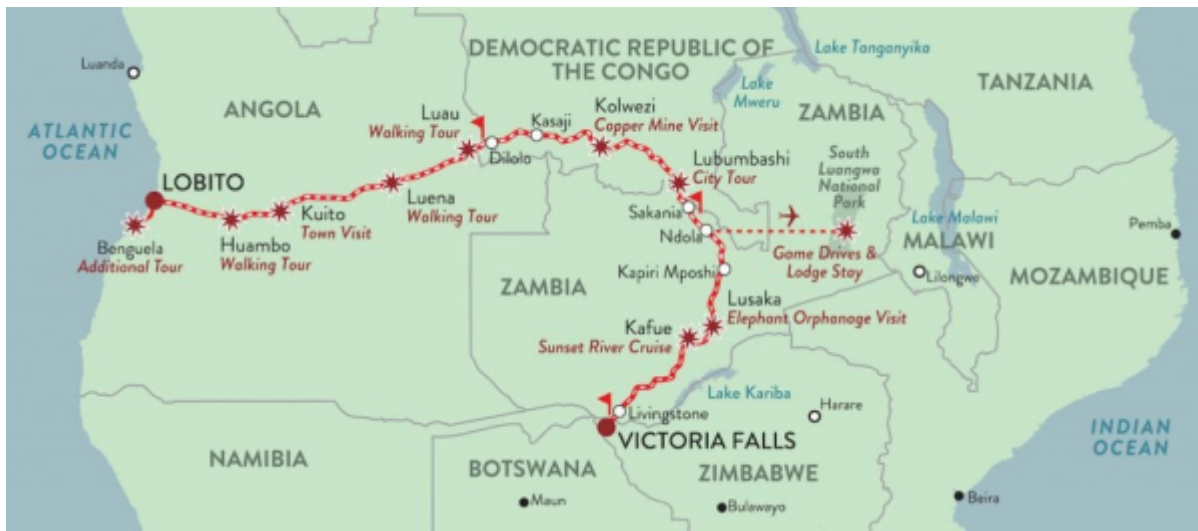 Lake Tanganyika
DEMOCRATIC REPUBLIC OF
THE CONGO
Luanda
TANZANIA
Lake
Mweru
ANGOLA
ZAMBIA
Kolwezi
Copper Mine Visit
Luau
Walking Tour
Kasaji
ATLANTIC
OCEAN
Dilolo
South
Luangwa
National
Park
Lubumbashi
City Tour
LOBITO
Luena
Walking Tour
Sakania
Kuito
Town Visit
Lake Malawi
Pemba
Ndola
Benguela
Additional Tour
Huambo
Walking Tour
MALAWI
Game Drives &
Lodge Stay
Kapiri Mposhi
Lilongwe
MOZAMBIQUE
ZAMBIA
Lusaka
Elephant Orphanage Visit
Kafue
Sunset River Cruise
Lake Kariba
Harare
Livingstone
VICTORIA FALLS
INDIAN
OCEAN
NAMIBIA
BOTSWANA
ZIMBABWE
Maun
Bulawayo
Beira